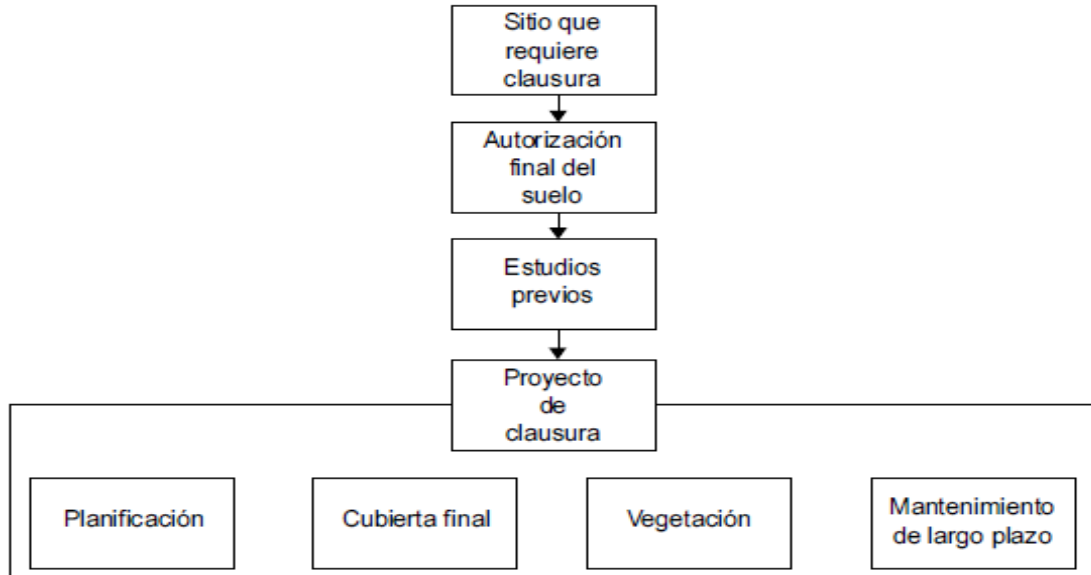 Sitio que
requiere
clausura
Autorización
final del
suelo
Estudios
previos
Proyecto
de
clausura
Planificación
Cubierta final
Vegetación
Mantenimiento
de largo plazo